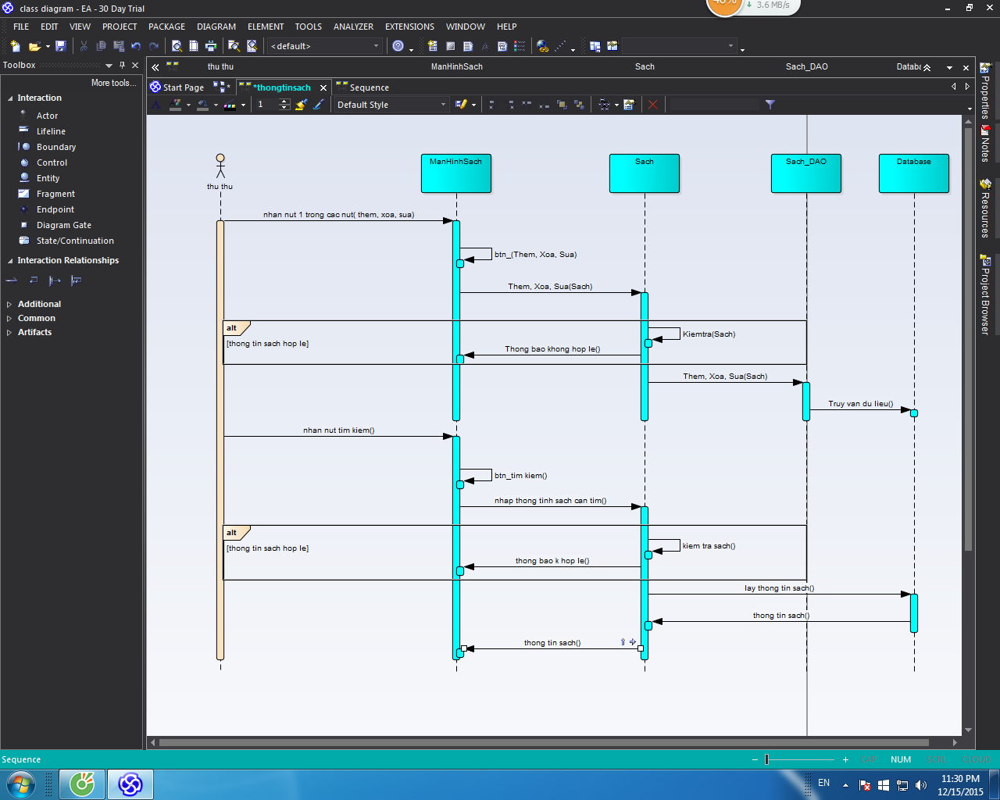 class diagram - EA - 30 Day Trial
3.6 MB/s
FILE EDIT VIEW PROJECT PACKAGE DIAGRAM ELEMENT TOOLS ANALYZER EXTENSIONS WINDOW HELP
<default>
Toolbox
More tools...
Interaction
Actor
Lifeline
Boundary
Control
Entity
Fragment
Endpoint
Diagram Gate
State/Continuation
Interaction Relationships
Additional
Common
Artifacts
thu thu ManHinhSach Sach Sach_DAO Databa
Start Page *thongtinsach Sequence
1 Default Style
thu thu
ManHinhSach
Sach
Sach_DAO
Database
nhan nut 1 trong cac nut( them, xoa, sua)
btn_(Them, Xoa, Sua)
Them, Xoa, Sua(Sach)
alt
[thong tin sach hop le]
Kiemtra(Sach)
Thong bao khong hop le()
Them, Xoa, Sua(Sach)
Truy van du lieu()
nhan nut tim kiem()
btn_tim kiem()
nhap thong tinh sach can tim()
alt
[thong tin sach hop le]
kiem tra sach()
thong bao k hop le()
lay thong tin sach()
thong tin sach()
thong tin sach()
Properties
Notes
Resources
Project Browser
Sequence
CAP NUM SCRL CLOUD
EN
11:30 PM
12/15/2015